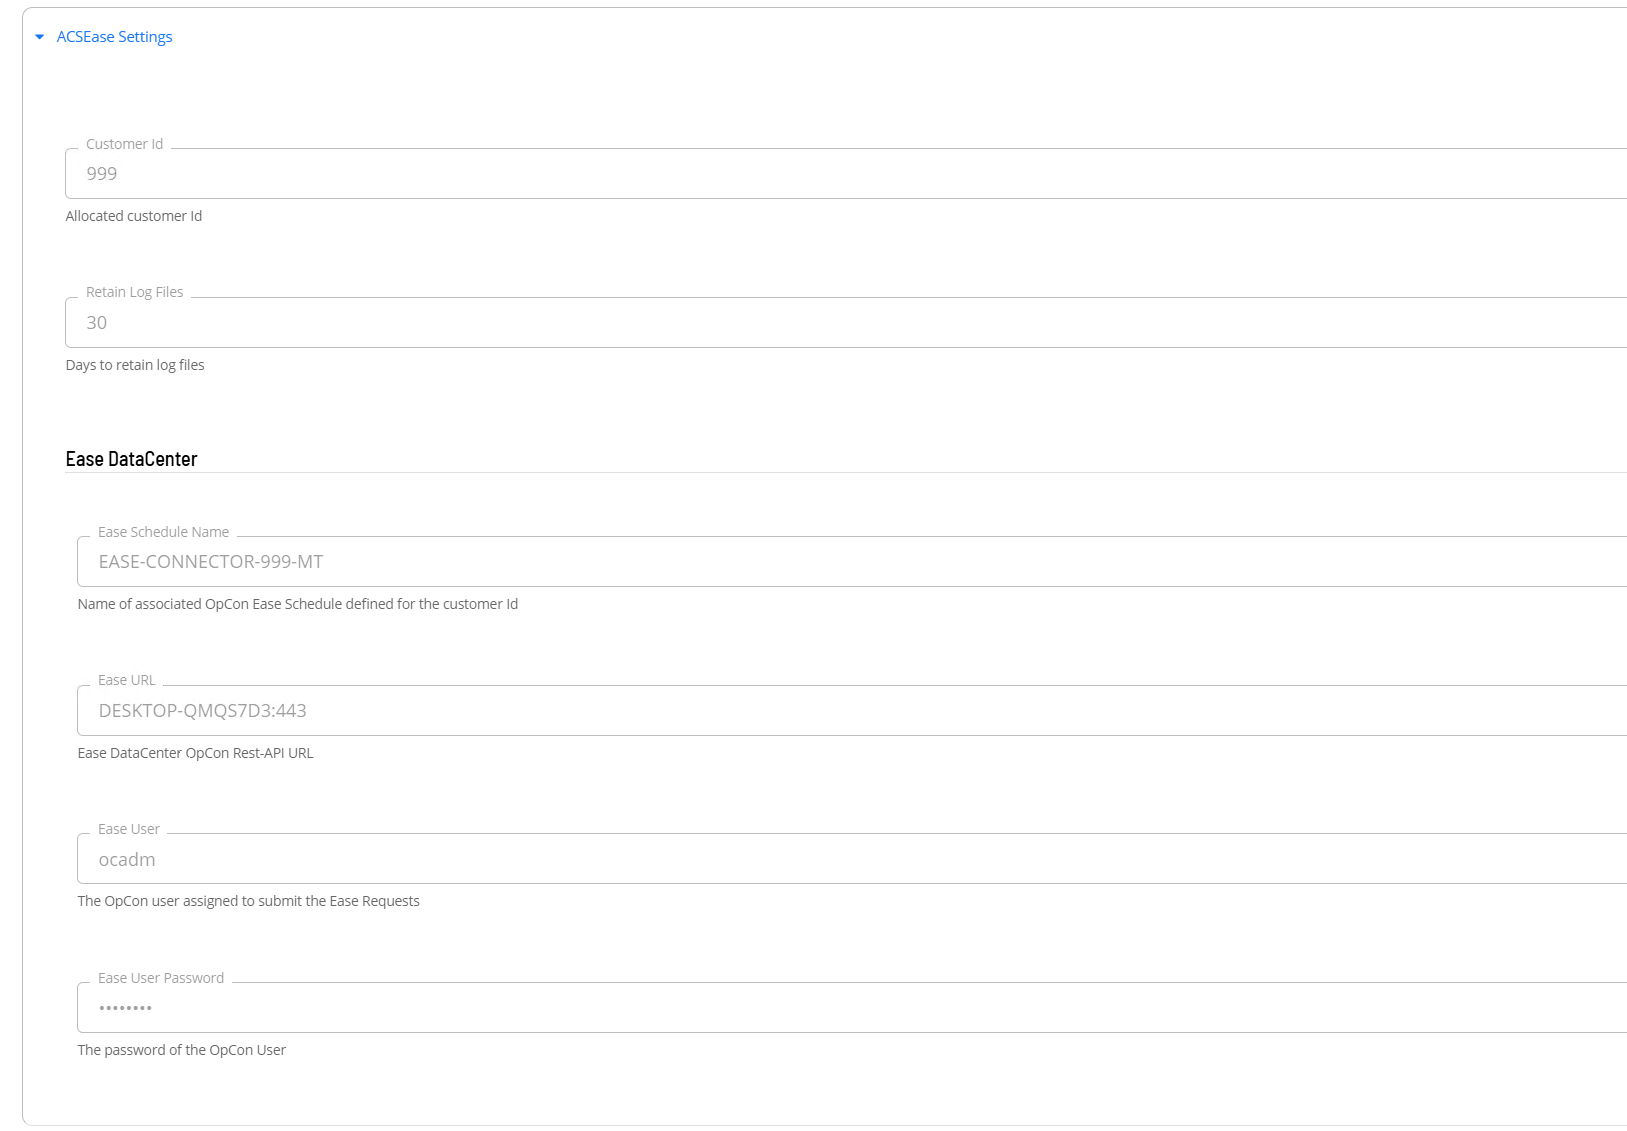 ACSEase Settings
Customer Id
999
Allocated customer Id
Retain Log Files
30
Days to retain log files
Ease DataCenter
Ease Schedule Name
EASE-CONNECTOR-999-MT
Name of associated OpCon Ease Schedule defined for the customer Id
Ease URL
DESKTOP-QMQS7D3:443
Ease DataCenter OpCon Rest-API URL
Ease User
ocadm
The OpCon user assigned to submit the Ease Requests
Ease User Password
••••••••
The password of the OpCon User